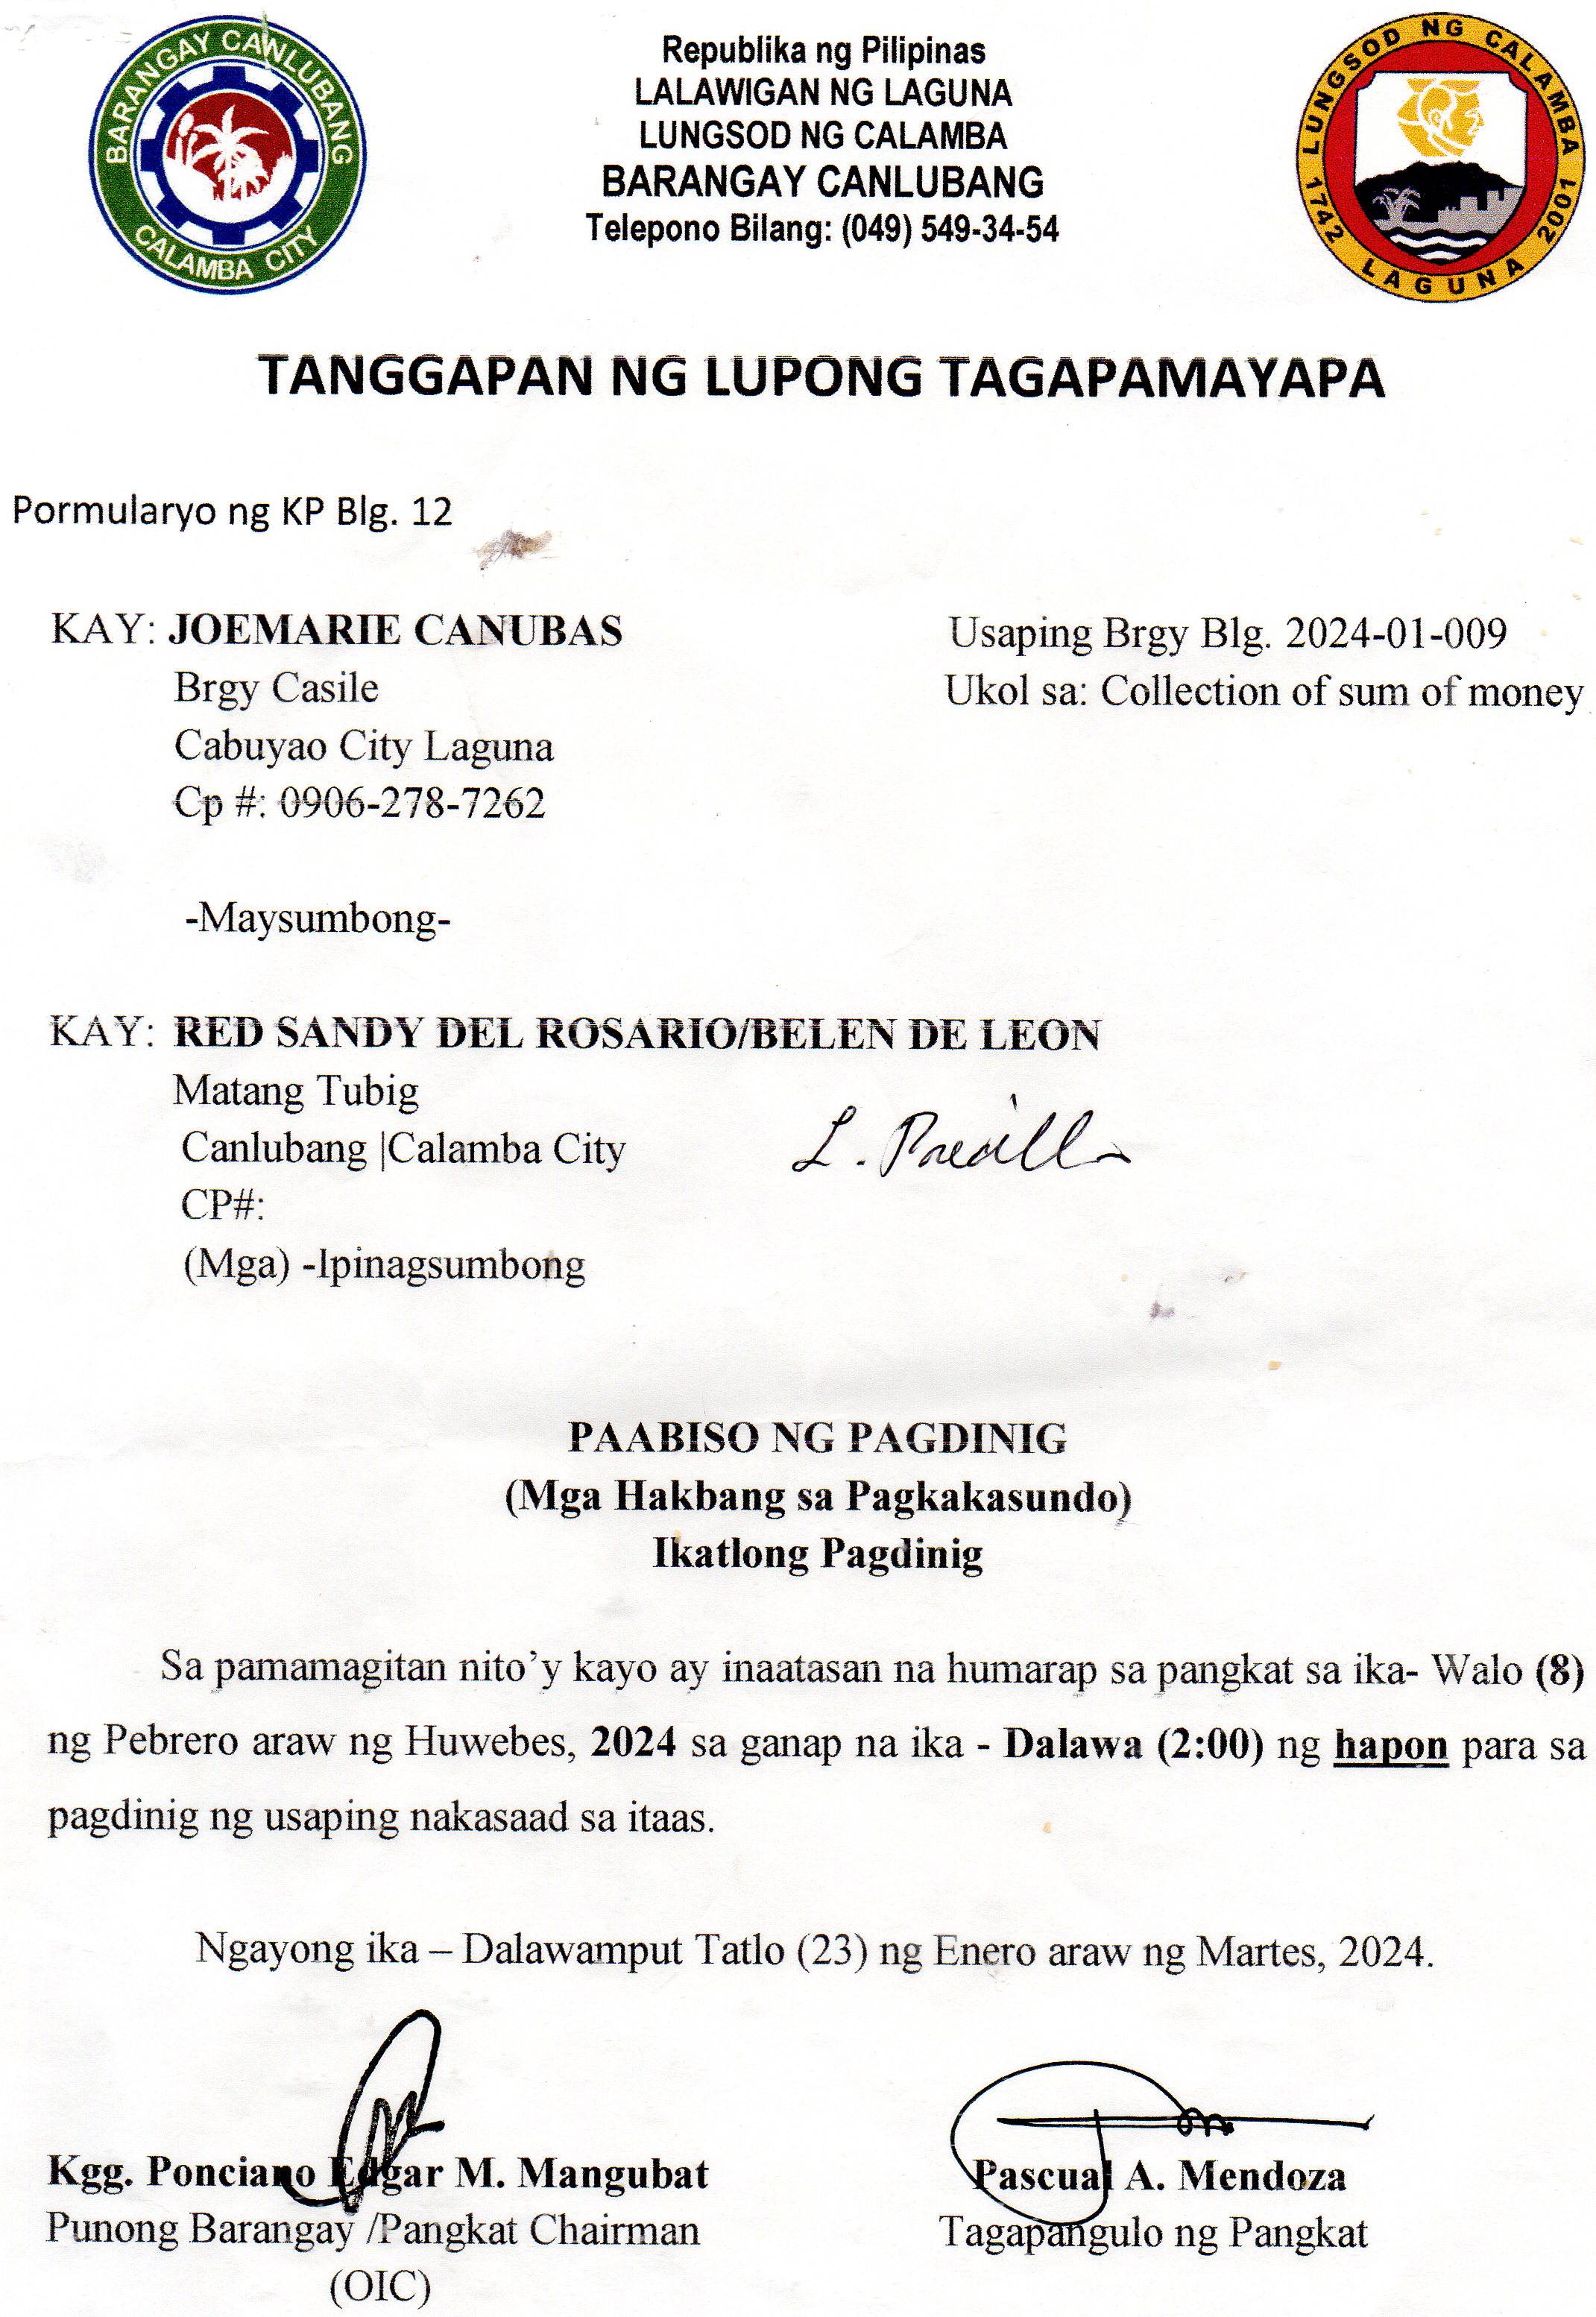 BARANGAY CANLUBANG
CALAMBA CITY
Republika ng Pilipinas
LALAWIGAN NG LAGUNA
LUNGSOD NG CALAMBA
BARANGAY CANLUBANG
Telepono Bilang: (049) 549-34-54
LUNGSOD NG CALAMBA
1742 LAGUNA 2001
TANGGAPAN NG LUPONG TAGAPAMAYAPA
Pormularyo ng KP Blg. 12
KAY: JOEMARIE CANUBAS
Usaping Brgy Blg. 2024-01-009
Brgy Casile
Ukol sa: Collection of sum of money
Cabuyao City Laguna
Cp #: 0906-278-7262
-Maysumbong-
KAY: RED SANDY DEL ROSARIO/BELEN DE LEON
Matang Tubig
Canlubang |Calamba City
L.
CP#:
(Mga) -Ipinagsumbong
PAABISO NG PAGDINIG
(Mga Hakbang sa Pagkakasundo)
Ikatlong Pagdinig
Sa pamamagitan nito'y kayo ay inaatasan na humarap sa pangkat sa ika- Walo (8)
ng Pebrero araw ng Huwebes, 2024 sa ganap na ika - Dalawa (2:00) ng hapon para sa
pagdinig ng usaping nakasaad sa itaas.
Ngayong ika – Dalawamput Tatlo (23) ng Enero araw ng Martes, 2024.
Kgg. Ponciano Edgar M. Mangubat
Pascual A. Mendoza
Punong Barangay /Pangkat Chairman
Tagapangulo ng Pangkat
(OIC)